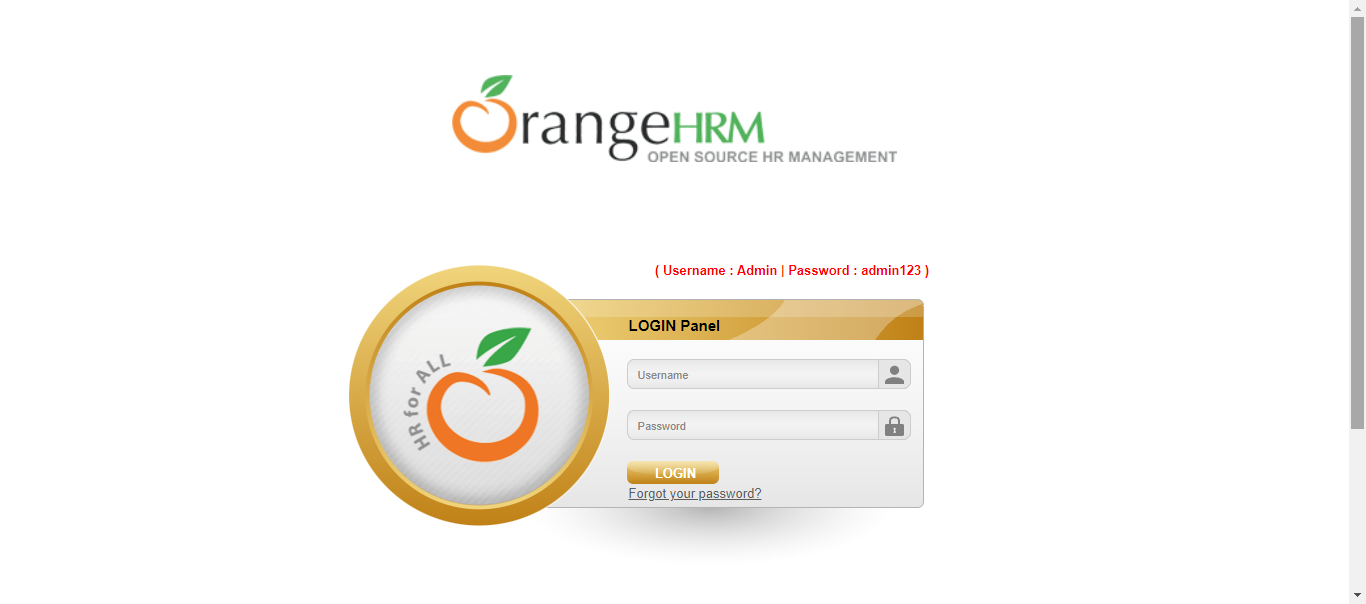 OrangeHRM
OPEN SOURCE HR MANAGEMENT
( Username : Admin | Password : admin123 )
HR for ALL
LOGIN Panel
Username
Password
LOGIN
Forgot your password?